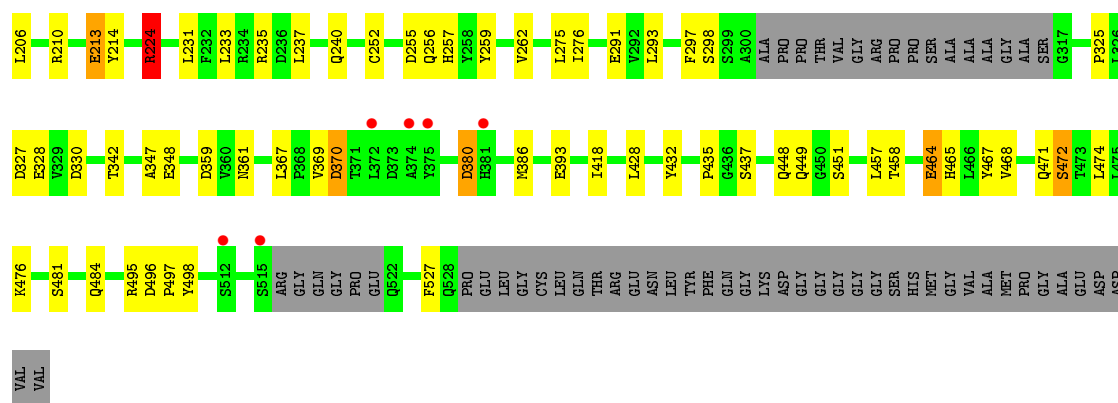 L206 R210 E213 Y214 R224 L231 F232 L233 R234 R235 D236 L237 Q240 C252 D255 Q256 H257 Y258 Y259 V262 L275 I276 E291 V292 L293 F297 S298 S299 A300 ALA PRO PRO THR VAL GLY ARG PRO PRO SER ALA ALA ALA GLY ALA SER G317 P325 L326
D327 E328 V329 D330 T342 A347 E348 D359 V360 N361 L367 P368 V369 D370 T371 L372 D373 A374 Y375 D380 H381 M386 E393 I418 L428 Y432 P435 G436 S437 Q448 Q449 G450 S451 L457 T458 E464 H465 L466 Y467 V468 Q471 S472 T473 L474 L475
K476 S481 Q484 R495 D496 P497 Y498 S512 S515 ARG GLY GLN GLY PRO GLU Q522 F527 Q528 PRO GLU LEU GLY CYS LEU GLN THR ARG GLU ASN LEU TYR PHE GLN GLY LYS ASP GLY GLY GLY GLY SER HIS MET GLY VAL ALA MET PRO GLY ALA GLU ASP ASP
VAL VAL